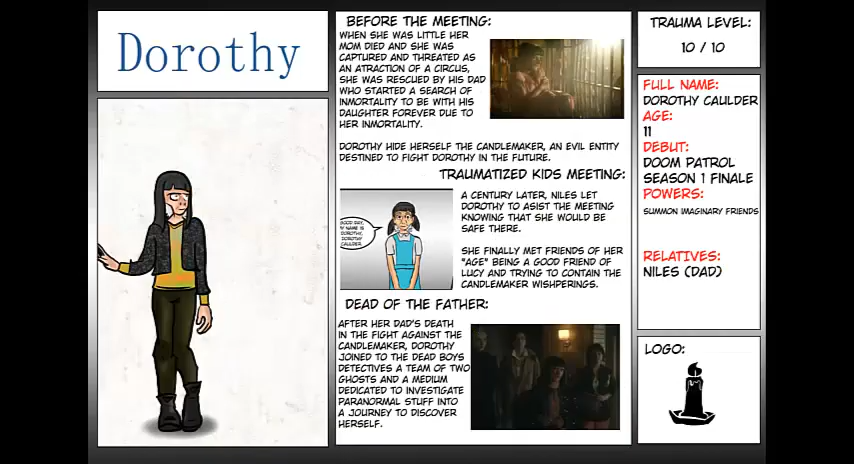 Dorothy
BEFORE THE MEETING:
WHEN SHE WAS LITTLE HER
MOM DIED AND SHE WAS
CAPTURED AND THREATED AS
AN ATRACTION OF A CIRCUS,
SHE WAS RESCUED BY HIS DAD
WHO STARTED A SEARCH OF
INMORTALITY TO BE WITH HIS
DAUGHTER FOREVER DUE TO
HER INMORTALITY.
DOROTHY HIDE HERSELF THE CANDLEMAKER, AN EVIL ENTITY
DESTINED TO FIGHT DOROTHY IN THE FUTURE.
TRAUMATIZED KIDS MEETING:
GOOD DAY,
MY NAME IS
DOROTHY,
DOROTHY
CAULDER
A CENTURY LATER, NILES LET
DOROTHY TO ASIST THE MEETING
KNOWING THAT SHE WOULD BE
SAFE THERE.
SHE FINALLY MET FRIENDS OF HER
"AGE" BEING A GOOD FRIEND OF
LUCY AND TRYING TO CONTAIN THE
CANDLEMAKER WISHPERINGS.
DEAD OF THE FATHER:
AFTER HER DAD'S DEATH
IN THE FIGHT AGAINST THE
CANDLEMAKER, DOROTHY
JOINED TO THE DEAD BOYS
DETECTIVES A TEAM OF TWO
GHOSTS AND A MEDIUM
DEDICATED TO INVESTIGATE
PARANORMAL STUFF INTO
A JOURNEY TO DISCOVER
HERSELF.
TRAUMA LEVEL:
10 / 10
FULL NAME:
DOROTHY CAULDER
AGE:
11
DEBUT:
DOOM PATROL
SEASON 1 FINALE
POWERS:
SUMMON IMAGINARY FRIENDS
RELATIVES:
NILES (DAD)
LOGO: